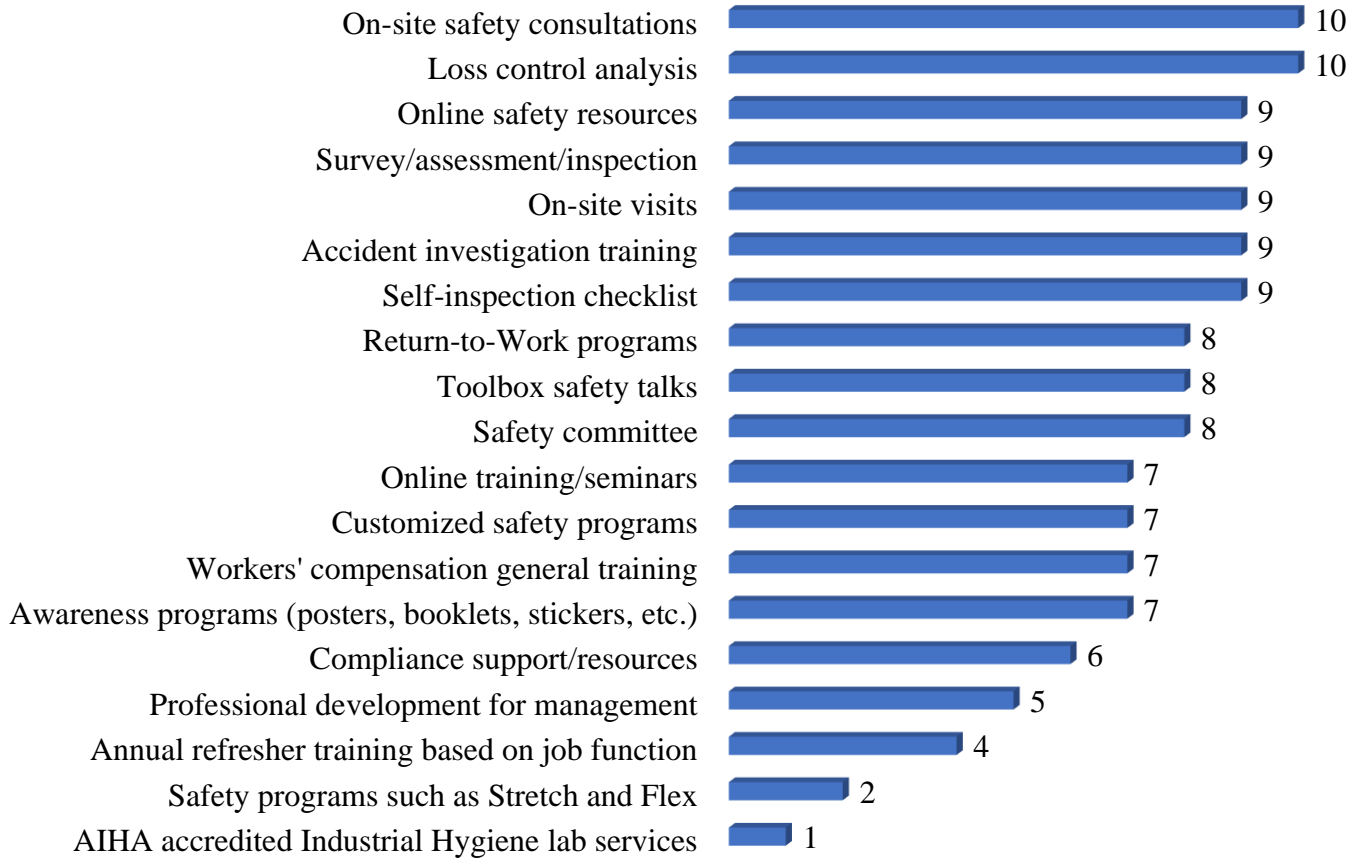 On-site safety consultations 10
Loss control analysis 10
Online safety resources 9
Survey/assessment/inspection 9
On-site visits 9
Accident investigation training 9
Self-inspection checklist 9
Return-to-Work programs 8
Toolbox safety talks 8
Safety committee 8
Online training/seminars 7
Customized safety programs 7
Workers' compensation general training 7
Awareness programs (posters, booklets, stickers, etc.) 7
Compliance support/resources 6
Professional development for management 5
Annual refresher training based on job function 4
Safety programs such as Stretch and Flex 2
AIHA accredited Industrial Hygiene lab services 1